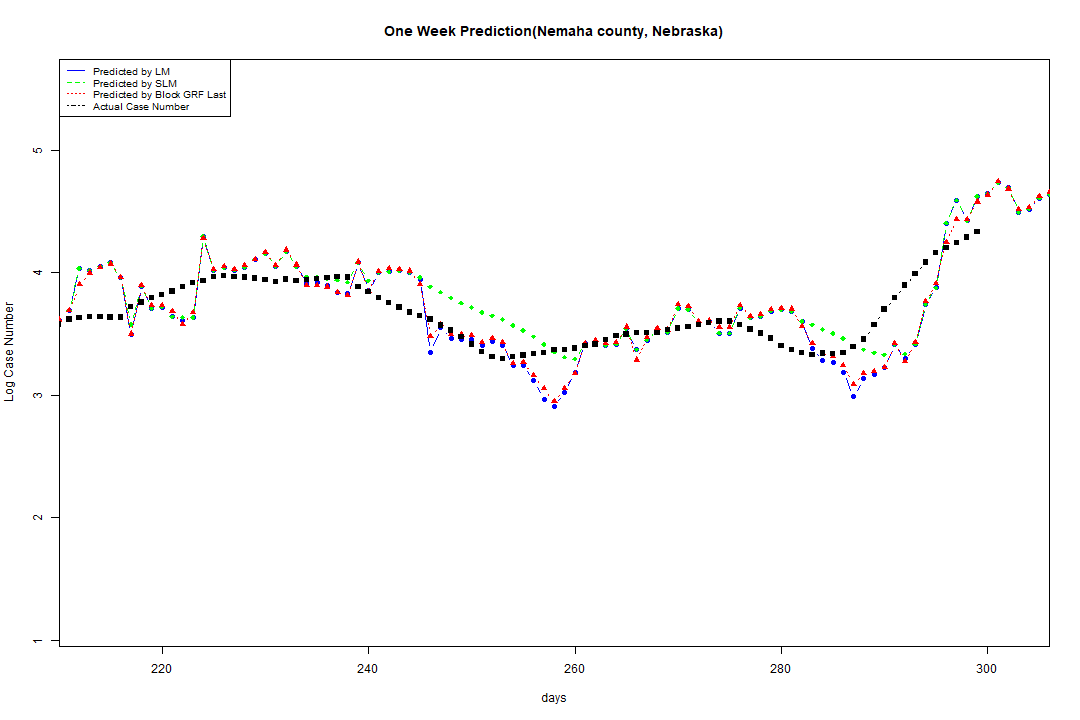 One Week Prediction(Nemaha county, Nebraska)
Predicted by LM
Predicted by SLM
Predicted by Block GRF Last
Actual Case Number
5
4
3
2
1
Log Case Number
220 240 260 280 300
days